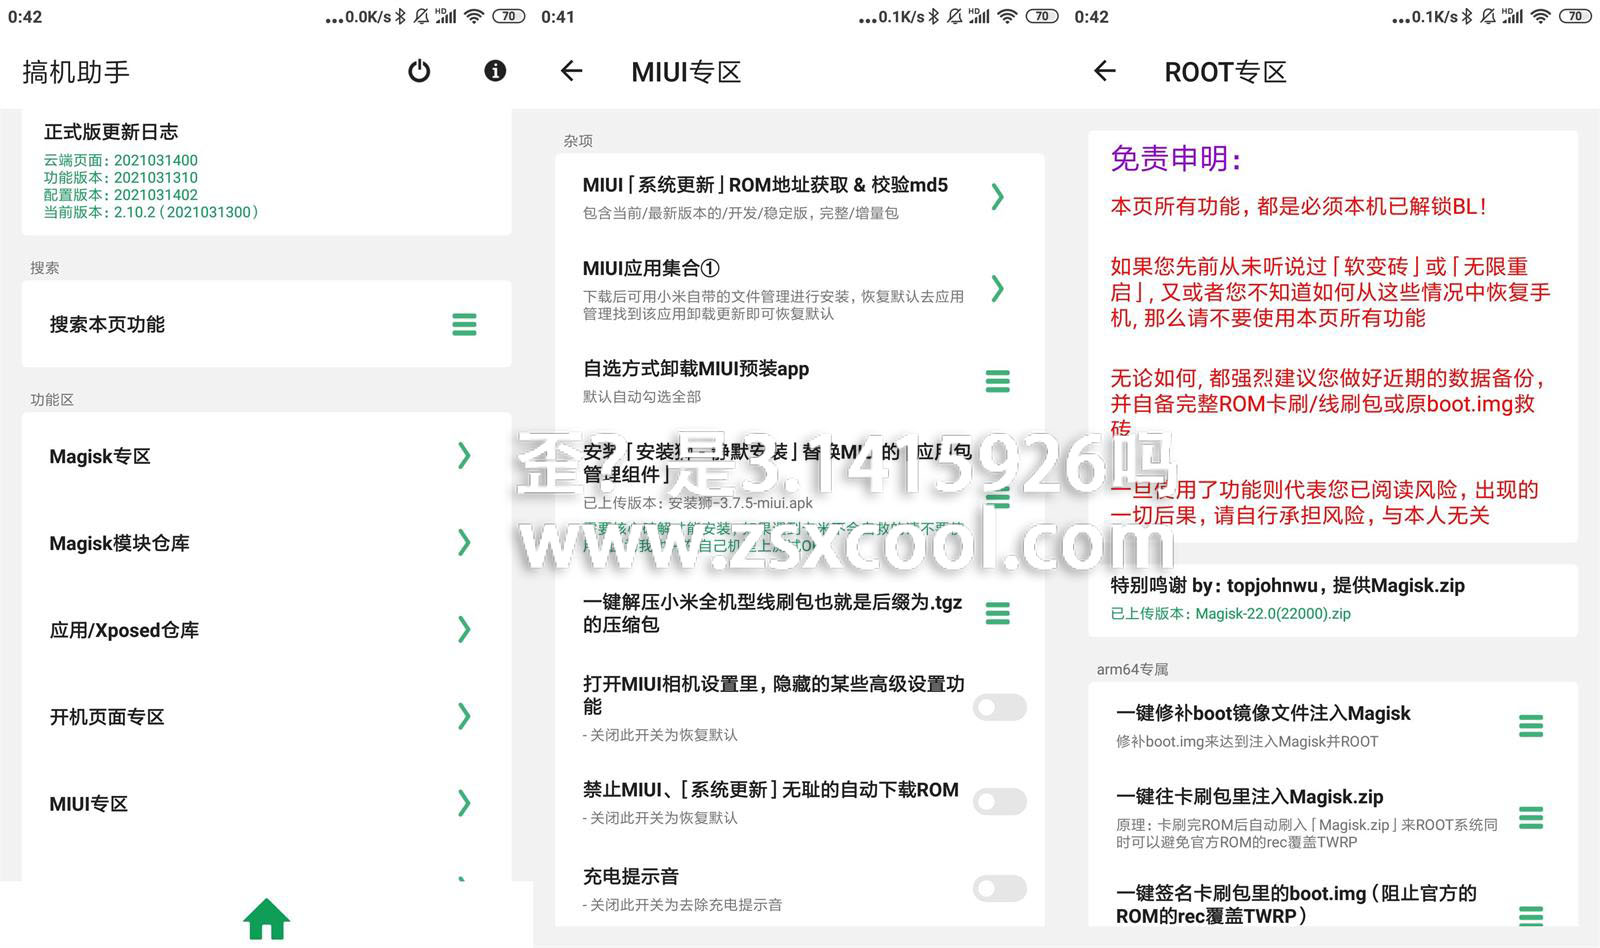 0:42
...0.0K/s
HD
70
搞机助手
正式版更新日志
云端页面：2021031400
功能版本：2021031310
配置版本：2021031402
当前版本：2.10.2（2021031300）
搜索
搜索本页功能
功能区
Magisk专区
Magisk模块仓库
应用/Xposed仓库
开机页面专区
MIUI专区
0:41
...0.1K/s
HD
70
MIUI专区
杂项
MIUI「系统更新」ROM地址获取 & 校验md5
包含当前/最新版本的/开发/稳定版，完整/增量包
MIUI应用集合①
下载后可用小米自带的文件管理进行安装，恢复默认去应用
管理找到该应用卸载更新即可恢复默认
自选方式卸载MIUI预装app
默认自动勾选全部
安装「安装狮 - 静默安装」替换MIUI的「应用包
管理组件」
已上传版本：安装狮-3.7.5-miui.apk
一键解压小米全机型线刷包也就是后缀为.tgz
的压缩包
打开MIUI相机设置里，隐藏的某些高级设置功
能
- 关闭此开关为恢复默认
禁止MIUI、［系统更新］无耻的自动下载ROM
- 关闭此开关为恢复默认
充电提示音
- 关闭此开关为去除充电提示音
0:42
...0.1K/s
HD
70
ROOT专区
免责申明：
本页所有功能，都是必须本机已解锁BL！
如果您先前从未听说过「软变砖」或「无限重
启」，又或者您不知道如何从这些情况中恢复手
机, 那么请不要使用本页所有功能
无论如何, 都强烈建议您做好近期的数据备份，
并自备完整ROM卡刷/线刷包或原boot.img救
砖
一旦使用了功能则代表您已阅读风险，出现的
一切后果，请自行承担风险，与本人无关
特别鸣谢 by：topjohnwu，提供Magisk.zip
已上传版本：Magisk-22.0(22000).zip
arm64专属
一键修补boot镜像文件注入Magisk
修补boot.img来达到注入Magisk并ROOT
一键往卡刷包里注入Magisk.zip
原理：卡刷完ROM后自动刷入「Magisk.zip」来ROOT系统同
时可以避免官方ROM的rec覆盖TWRP
一键签名卡刷包里的boot.img（阻止官方的
ROM的rec覆盖TWRP）
歪？是3.1415926吗
www.zsxcool.com